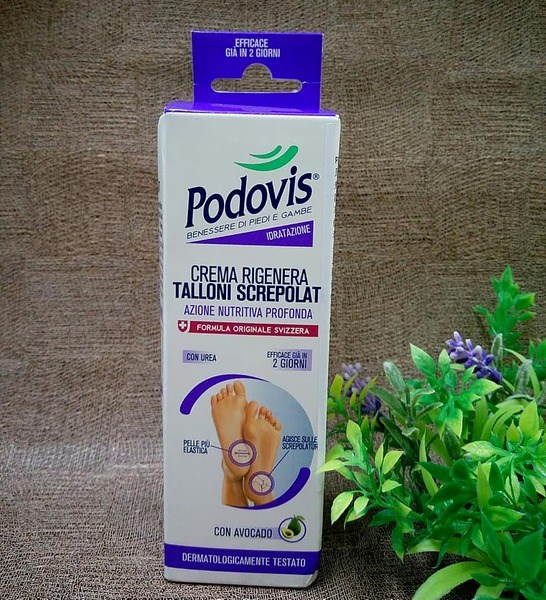 EFFICACE
GIÀ IN 2 GIORNI
Podovis®
BENESSERE DI PIEDI E GAMBE
IDRATAZIONE
CREMA RIGENERA
TALLONI SCREPOLAT
AZIONE NUTRITIVA PROFONDA
FORMULA ORIGINALE SVIZZERA
CON UREA
EFFICACE GIÀ IN
2 GIORNI
PELLE PIÙ
ELASTICA
AGISCE SULLE
SCREPOLATUR
CON AVOCADO
DERMATOLOGICAMENTE TESTATO